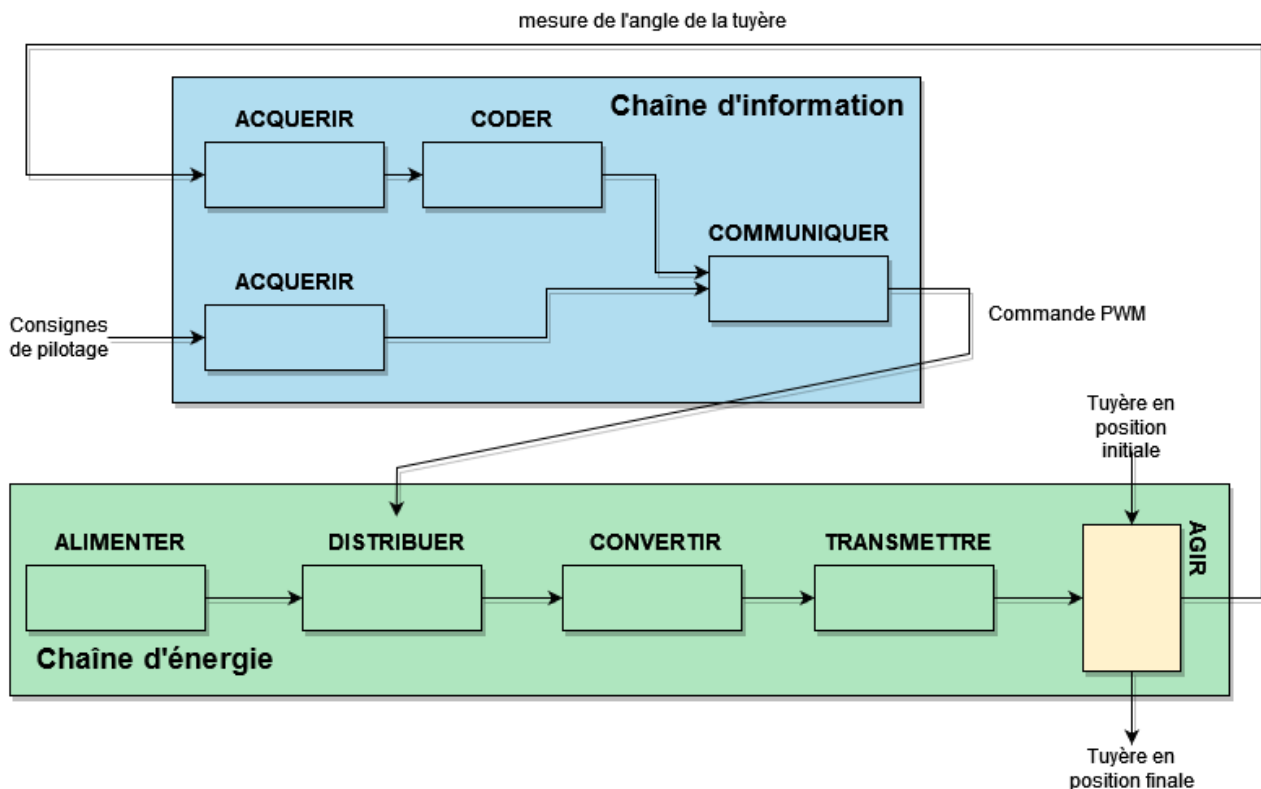 mesure de l'angle de la tuyère
Chaîne d'information
ACQUERIR
CODER
COMMUNIQUER
ACQUERIR
Consignes
de pilotage
Commande PWM
Tuyère en
position
initiale
ALIMENTER
DISTRIBUER
CONVERTIR
TRANSMETTRE
AGIR
Chaîne d'énergie
Tuyère en
position finale